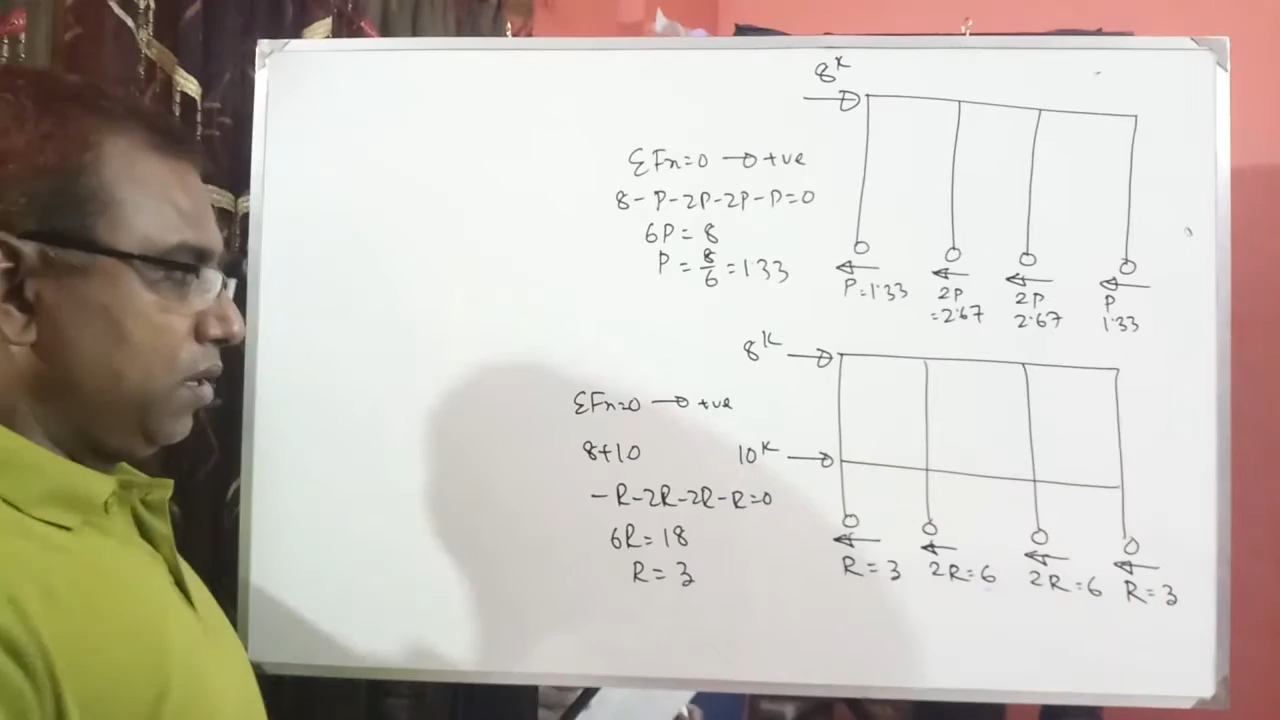 8K
ΣFx=0 → +ve
8-P-2P-2P-P=0
6P = 8
P = 8/6 = 1.33
P=1.33
2P
=2.67
2P
2.67
P
1.33
8K
ΣFx=0 → +ve
8+10
10K
-R-2R-2R-R=0
6R=18
R=3
R=3
2R=6
2R=6
R=3